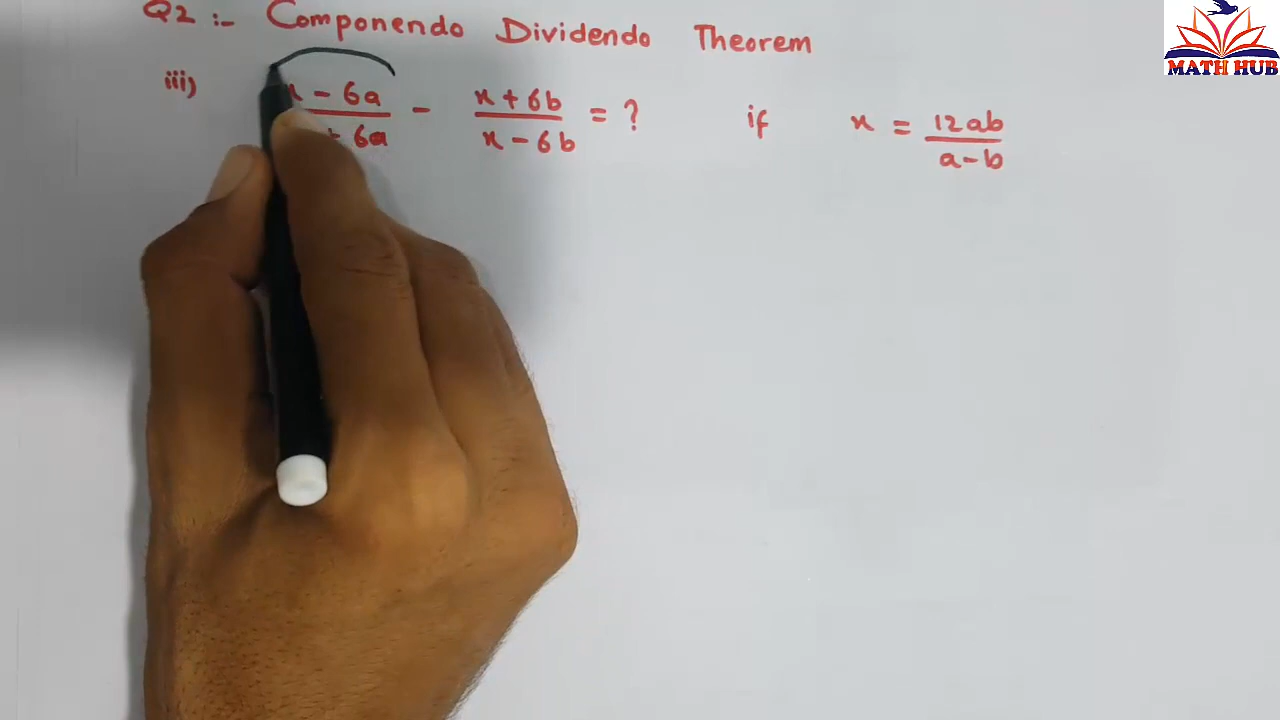 Q2 :- Componendo Dividendo Theorem
iii) x - 6a / + 6a - x + 6b / x - 6b = ? if x = 12ab / a - b
MATH HUB